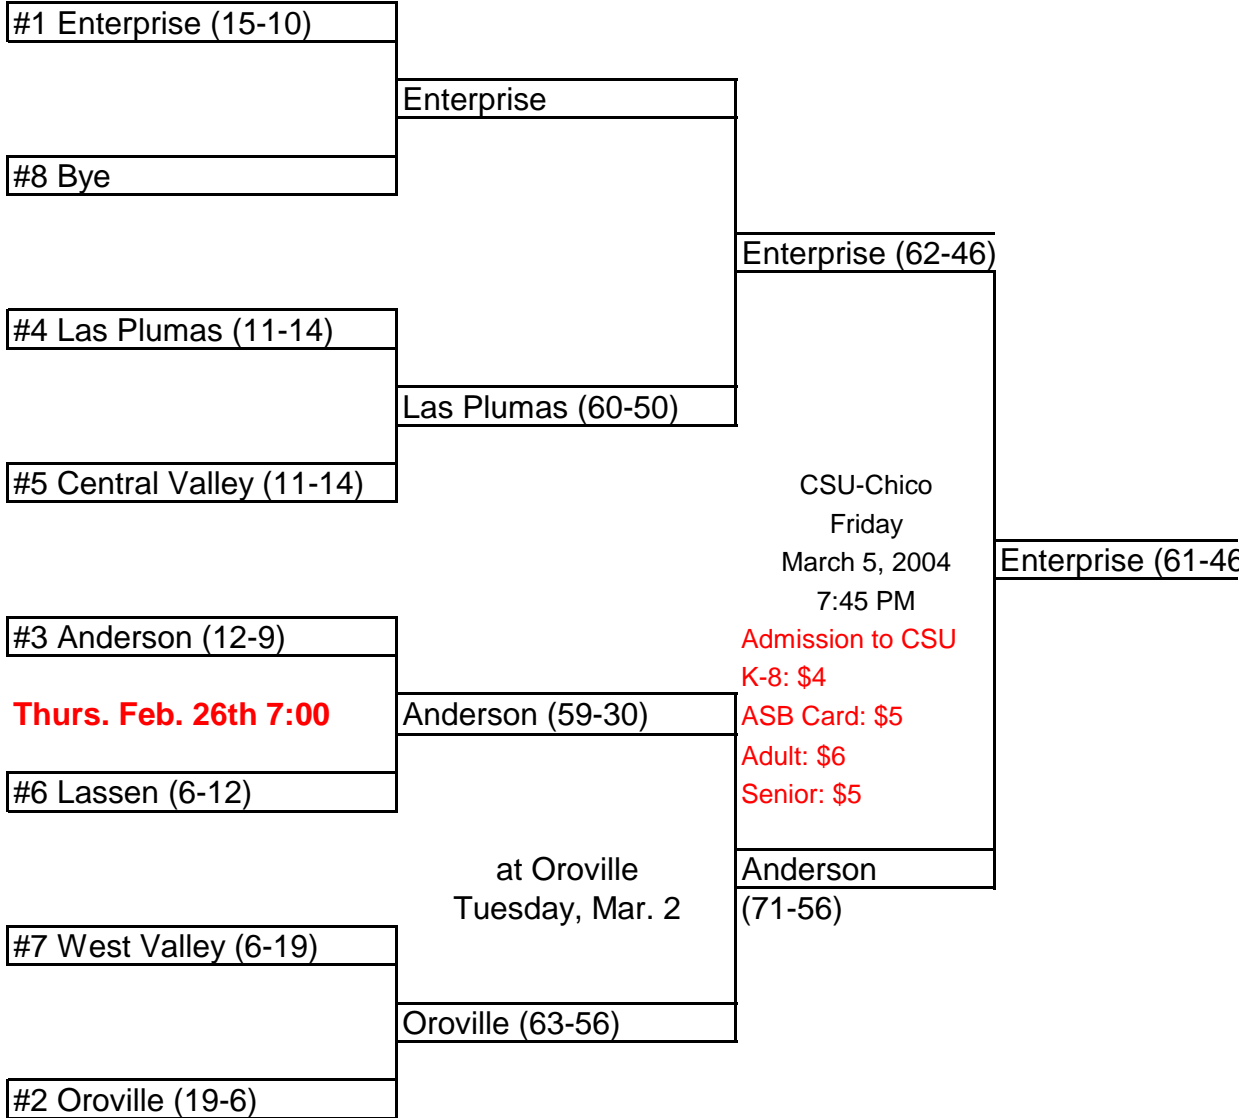 #1 Enterprise (15-10)
Enterprise
#8 Bye
Enterprise (62-46)
#4 Las Plumas (11-14)
Las Plumas (60-50)
#5 Central Valley (11-14)
CSU-Chico
Friday
March 5, 2004
7:45 PM
Enterprise (61-46
Admission to CSU
K-8: $4
ASB Card: $5
Adult: $6
Senior: $5
#3 Anderson (12-9)
Thurs. Feb. 26th 7:00
Anderson (59-30)
#6 Lassen (6-12)
at Oroville
Tuesday, Mar. 2
Anderson
(71-56)
#7 West Valley (6-19)
Oroville (63-56)
#2 Oroville (19-6)